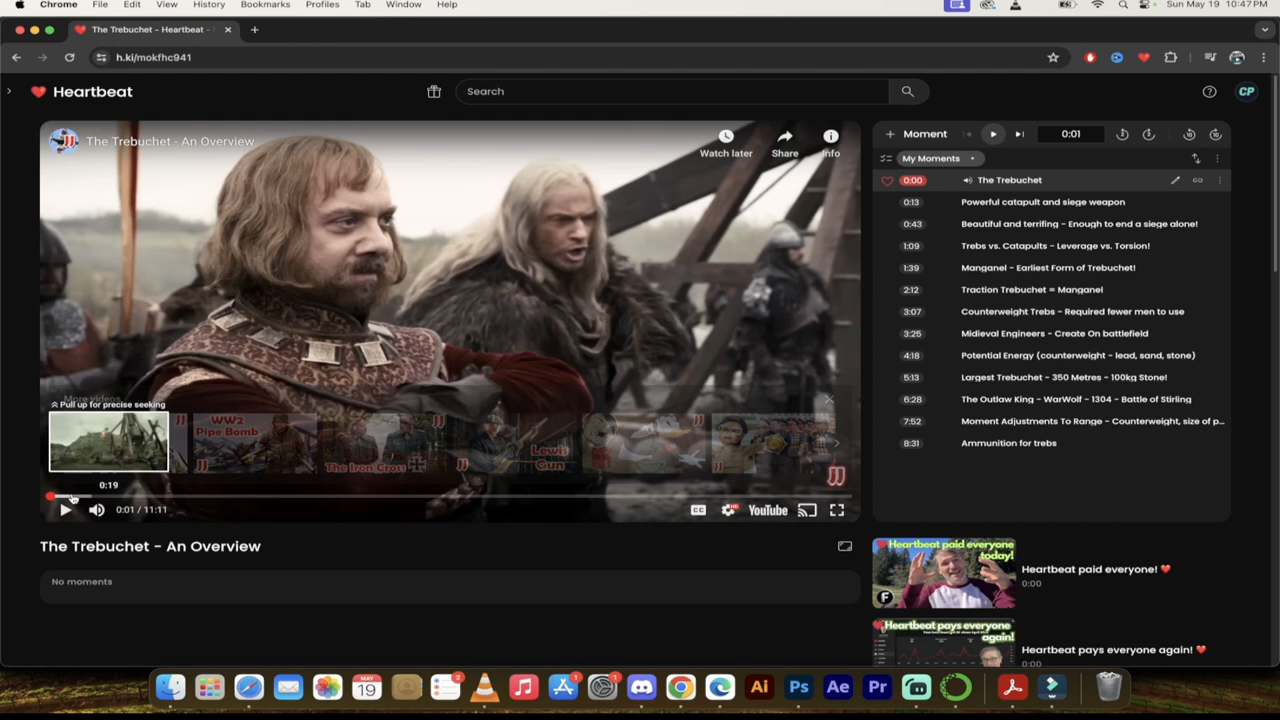 Chrome File Edit View History Bookmarks Profiles Tab Window Help
Sun May 19 10:47 PM
The Trebuchet - Heartbeat -
h.ki/mokfhc941
Heartbeat
Search
CP
The Trebuchet - An Overview
Watch later
Share
Info
More videos
Pull up for precise seeking
WW2
Pipe Bomb
The Iron Cross
Lewis
Gun
0:19
0:01 / 11:11
CC
HD
YouTube
The Trebuchet - An Overview
No moments
Moment
0:01
My Moments
0:00 The Trebuchet
0:13 Powerful catapult and siege weapon
0:43 Beautiful and terrifing - Enough to end a siege alone!
1:09 Trebs vs. Catapults - Leverage vs. Torsion!
1:39 Manganel - Earliest Form of Trebuchet!
2:12 Traction Trebuchet = Manganel
3:07 Counterweight Trebs - Required fewer men to use
3:25 Midieval Engineers - Create On battlefield
4:18 Potential Energy (counterweight - lead, sand, stone)
5:13 Largest Trebuchet - 350 Metres - 100kg Stone!
6:28 The Outlaw King - WarWolf - 1304 - Battle of Stirling
7:52 Moment Adjustments To Range - Counterweight, size of p...
8:31 Ammunition for trebs
Heartbeat paid everyone
today!
F
Heartbeat paid everyone! ❤️
0:00
Heartbeat pays everyone
again!
Heartbeat pays everyone again! ❤️
0:00
MAY
19
2
1
1
Ai
Ps
Ae
Pr